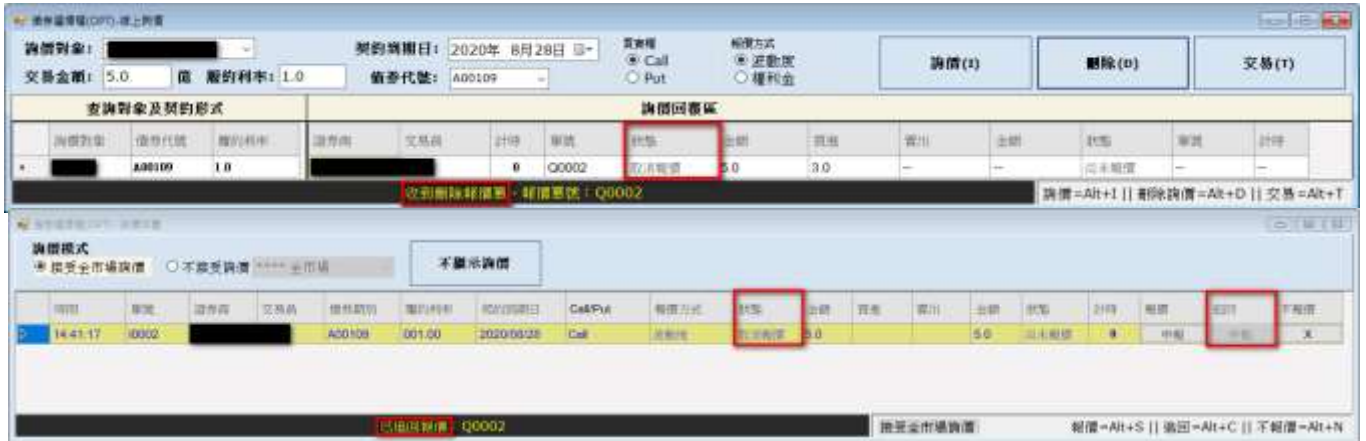 債券選擇權(OPT)-線上詢價
詢價對象:
契約到期日: 2020年 8月28日
買賣權
Call
Put
報價方式
波動度
權利金
詢價(I)
刪除(D)
交易(T)
交易金額: 5.0 億 履約利率: 1.0 債券代號: A00109
查詢對象及契約形式 詢價回覆區
詢價對象 債券代號 履約利率 證券商 交易員 計時 單號 狀態 金額 買進 賣出 金額 狀態 單號 計時
A00109 1.0 0 Q0002 取消報價 5.0 3.0 -- -- 尚未報價 -- --
收到刪除報價單,報價單號:Q0002
詢價=Alt+I || 刪除詢價=Alt+D || 交易=Alt+T
詢價模式
接受全市場詢價 不接受詢價 **** 全市場
不顯示詢價
時間 單號 證券商 交易員 債券期別 履約利率 契約到期日 Call/Put 報價方式 狀態 金額 買進 賣出 金額 狀態 計時 報價 追回 不報價
14:41:17 I0002 A00109 001.00 2020/08/28 Call 波動度 取消報價 5.0 5.0 尚未報價 0 申報 X
Q0002
接受全市場詢價
報價=Alt+S || 追回=Alt+C || 不報價=Alt+N